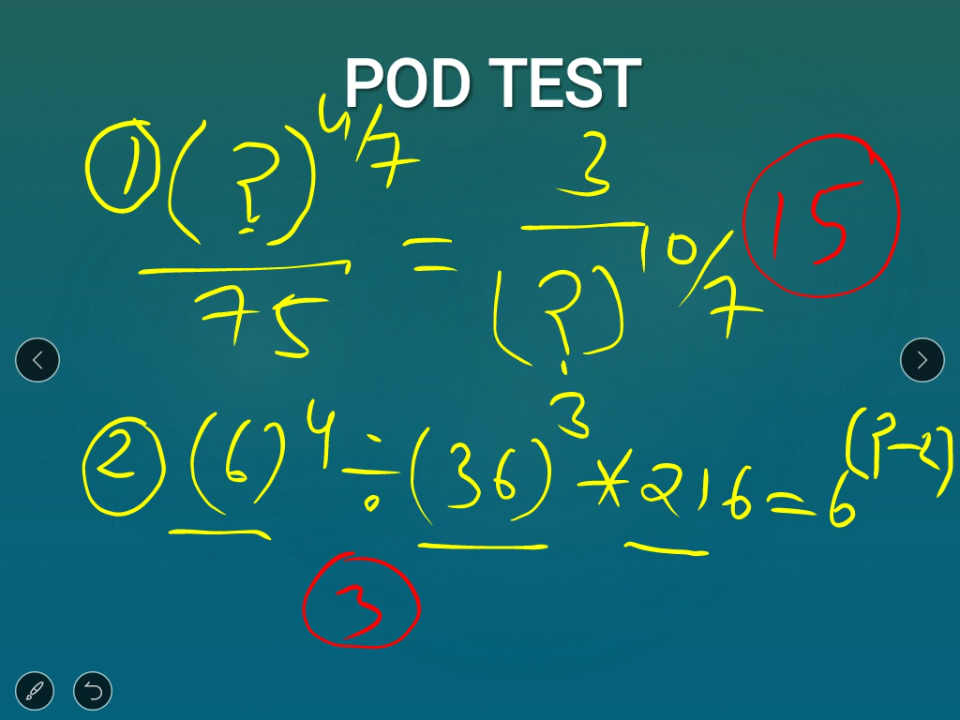 POD TEST
① (?)^4/7 / 75 = 3 / (?)^10/7 15
② (6)^4 ÷ (36)^3 * 216 = 6^(?-2)
3